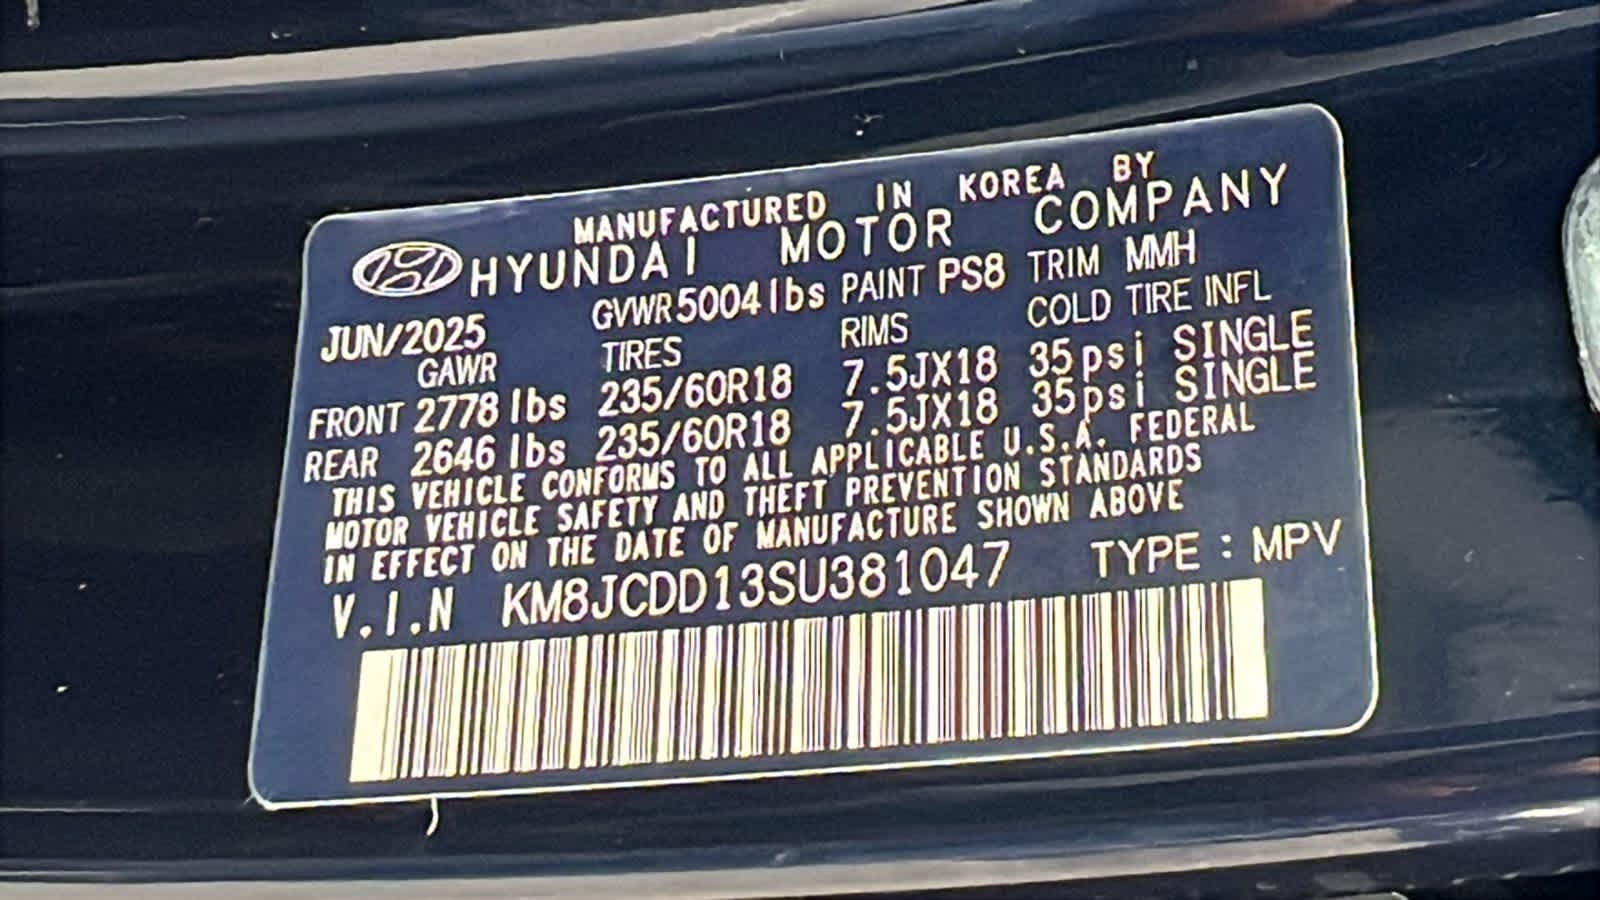 MANUFACTURED IN KOREA BY
HYUNDAI MOTOR COMPANY
JUN/2025 GVWR 5004 lbs PAINT PS8 TRIM MMH
GAWR TIRES RIMS COLD TIRE INFL
FRONT 2778 lbs 235/60R18 7.5JX18 35psi SINGLE
REAR 2646 lbs 235/60R18 7.5JX18 35psi SINGLE
THIS VEHICLE CONFORMS TO ALL APPLICABLE U.S.A. FEDERAL
MOTOR VEHICLE SAFETY AND THEFT PREVENTION STANDARDS
IN EFFECT ON THE DATE OF MANUFACTURE SHOWN ABOVE
V.I.N KM8JCDD13SU381047 TYPE : MPV